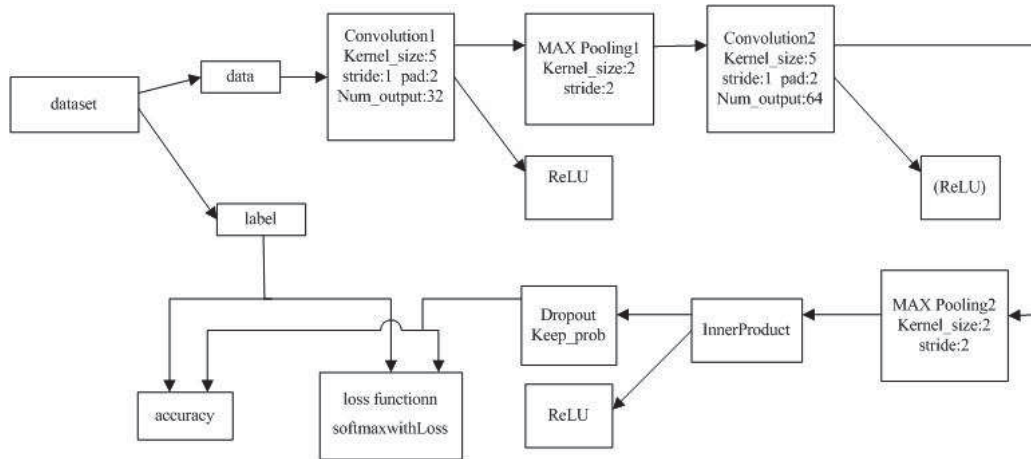 dataset
data
Convolution1
Kernel_size:5
stride:1 pad:2
Num_output:32
MAX Pooling1
Kernel_size:2
stride:2
Convolution2
Kernel_size:5
stride:1 pad:2
Num_output:64
ReLU
(ReLU)
label
Dropout
Keep_prob
InnerProduct
MAX Pooling2
Kernel_size:2
stride:2
accuracy
loss functionn
softmaxwithLoss
ReLU